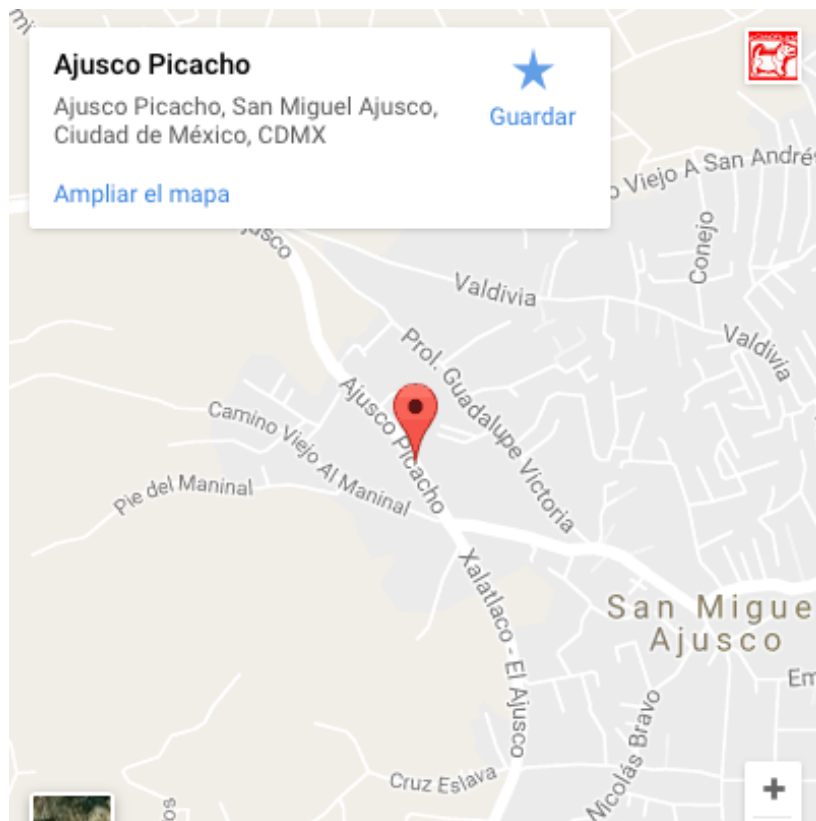 Ajusco Picacho
Ajusco Picacho, San Miguel Ajusco,
Ciudad de México, CDMX
Guardar
Ampliar el mapa
Viejo A San Andrés
Conejo
Valdivia
Valdivia
Prol. Guadalupe Victoria
Ajusco Picacho
Camino Viejo Al Maninal
Pie del Maninal
Xalatlaco - El Ajusco
San Migue
Ajusco
Em
Nicolás Bravo
Cruz Eslava
+